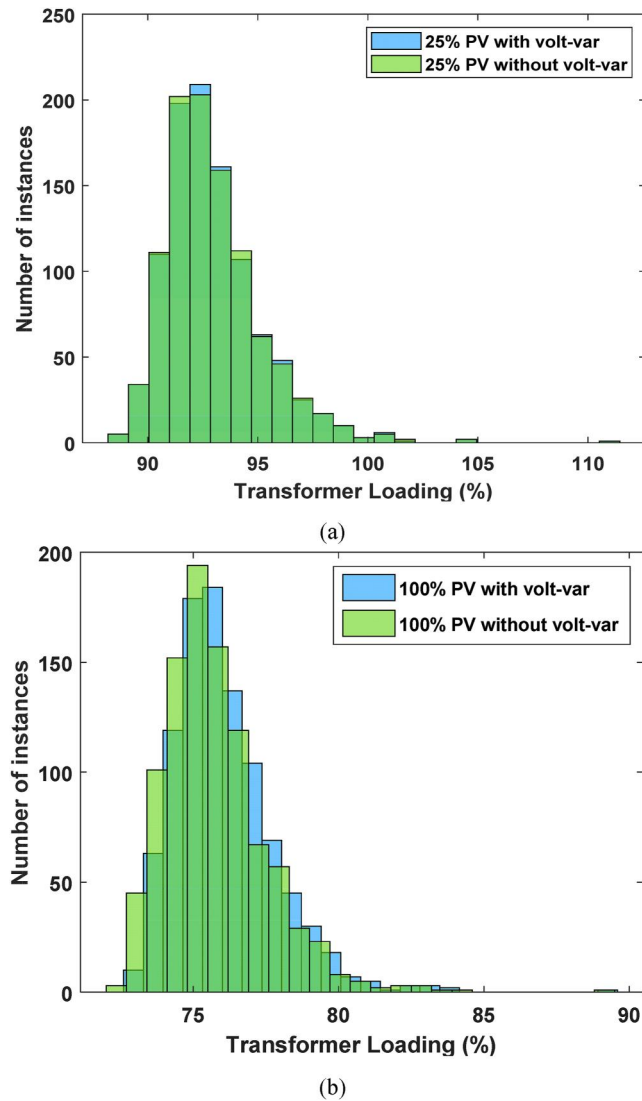 250
200
150
100
50
0
Number of instances
25% PV with volt-var
25% PV without volt-var
90 95 100 105 110
Transformer Loading (%)
(a)
200
150
100
50
0
Number of instances
100% PV with volt-var
100% PV without volt-var
75 80 85 90
Transformer Loading (%)
(b)